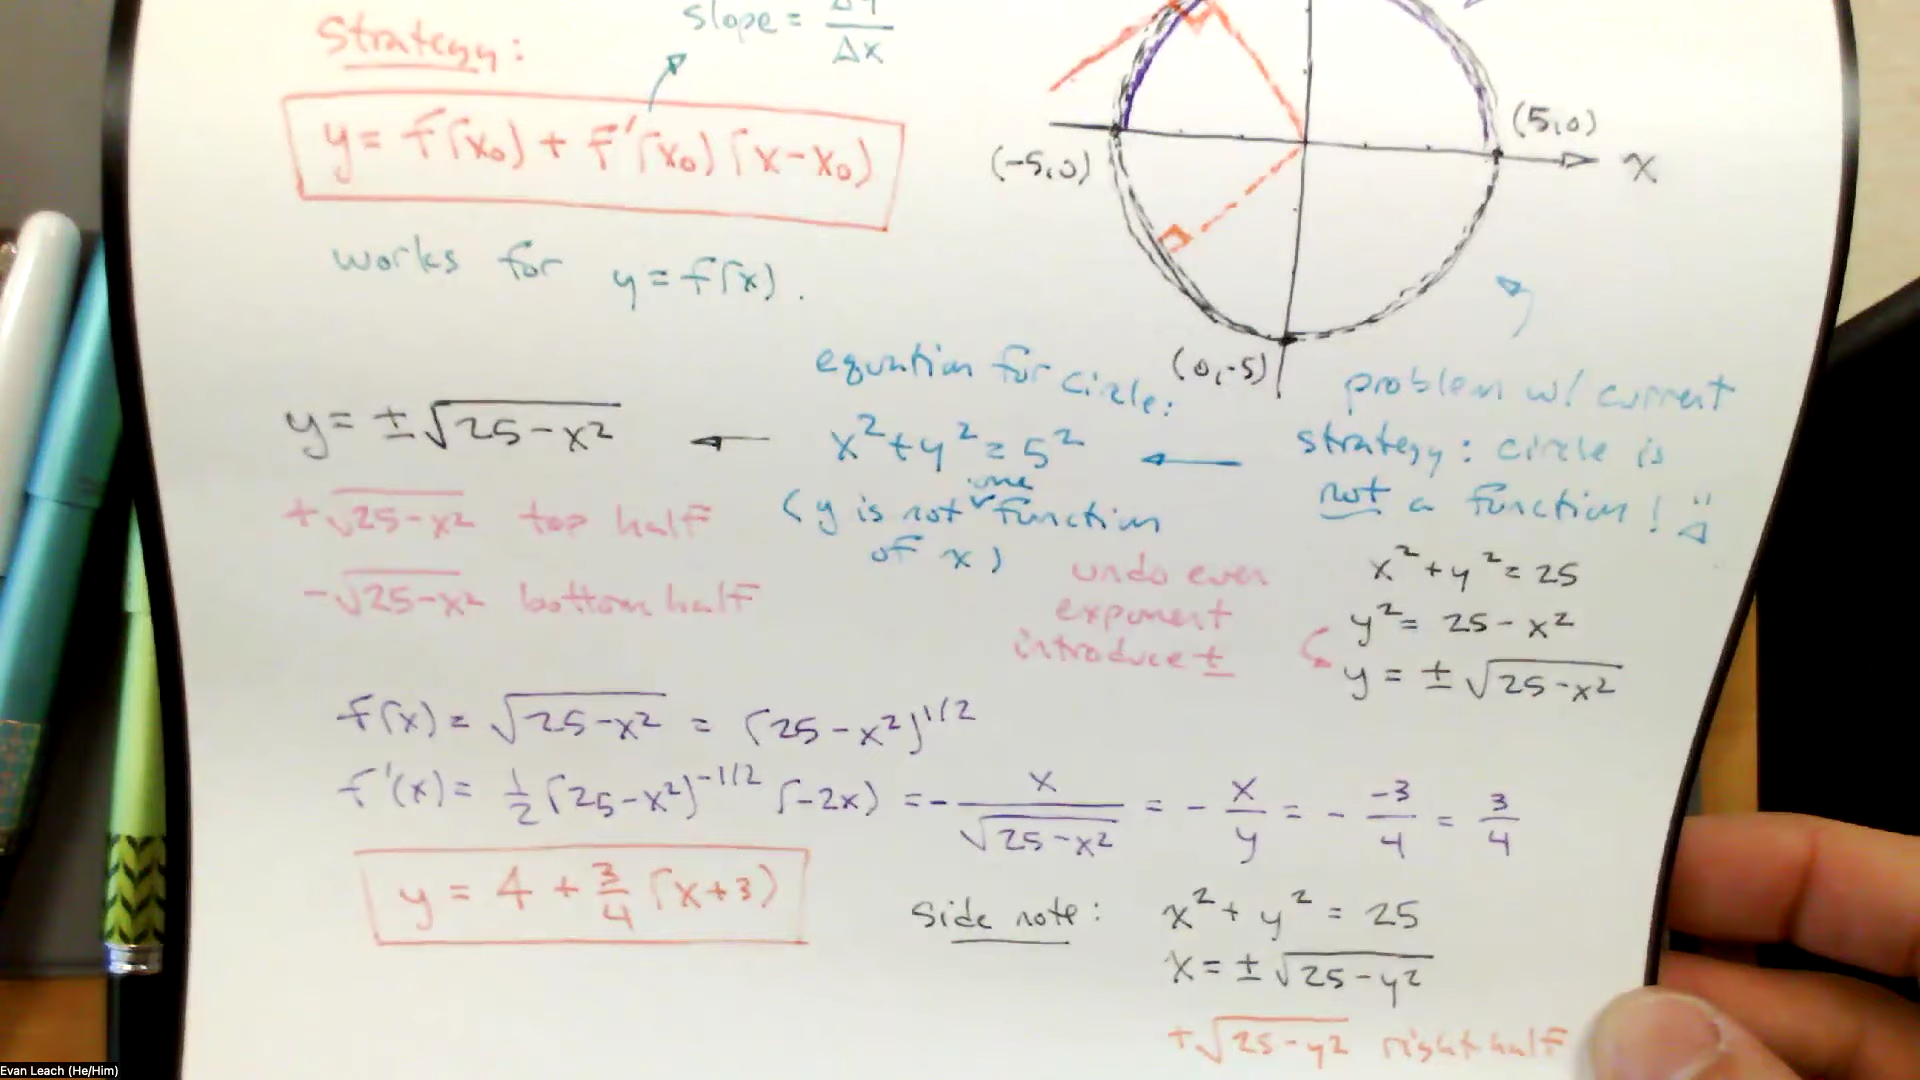 Strategy:
slope = Δy/Δx
y = f(x₀) + f'(x₀)(x-x₀)
works for y = f(x).
(-5,0)
(5,0)
x
(0,-5)
equation for circle:
x² + y² = 5²
(y is not one function
of x)
problem w/ current
strategy: circle is
not a function!
y = ±√25-x²
+√25-x² top half
-√25-x² bottom half
undo even
exponent
introduce ±
x² + y² = 25
y² = 25 - x²
y = ±√25-x²
f(x) = √25-x² = (25-x²)^1/2
f'(x) = 1/2 (25-x²)^-1/2 (-2x) = - x/√25-x² = - x/y = - -3/4 = 3/4
y = 4 + 3/4 (x+3)
side note:
x² + y² = 25
x = ±√25-y²
+√25-y² right half
Evan Leach (He/Him)